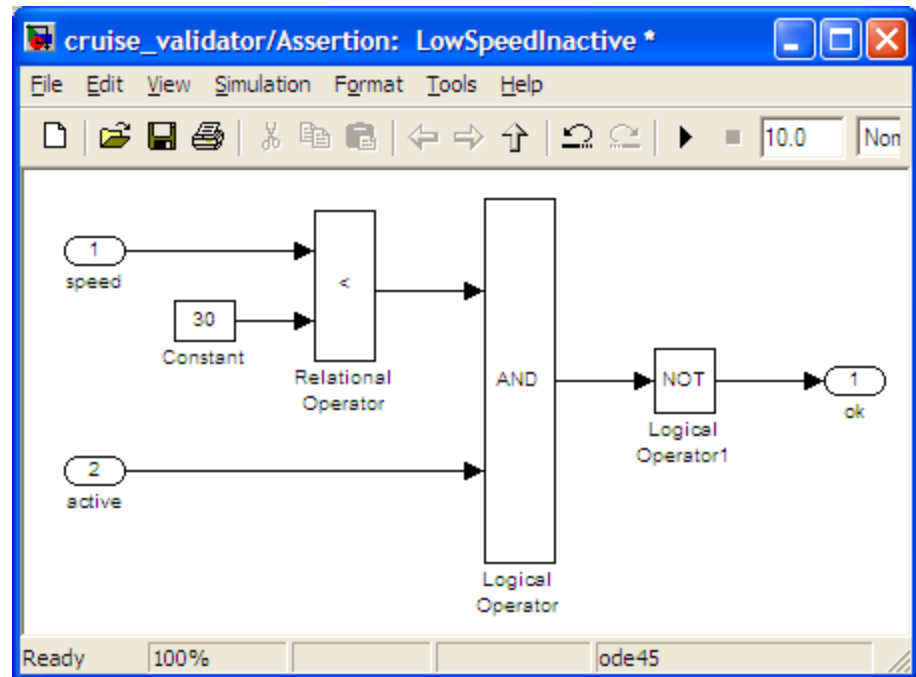 cruise_validator/Assertion: LowSpeedInactive *
File Edit View Simulation Format Tools Help
10.0 Non
1
speed
30
Constant
<
Relational
Operator
2
active
AND
Logical
Operator
NOT
Logical
Operator1
1
ok
Ready 100% ode45